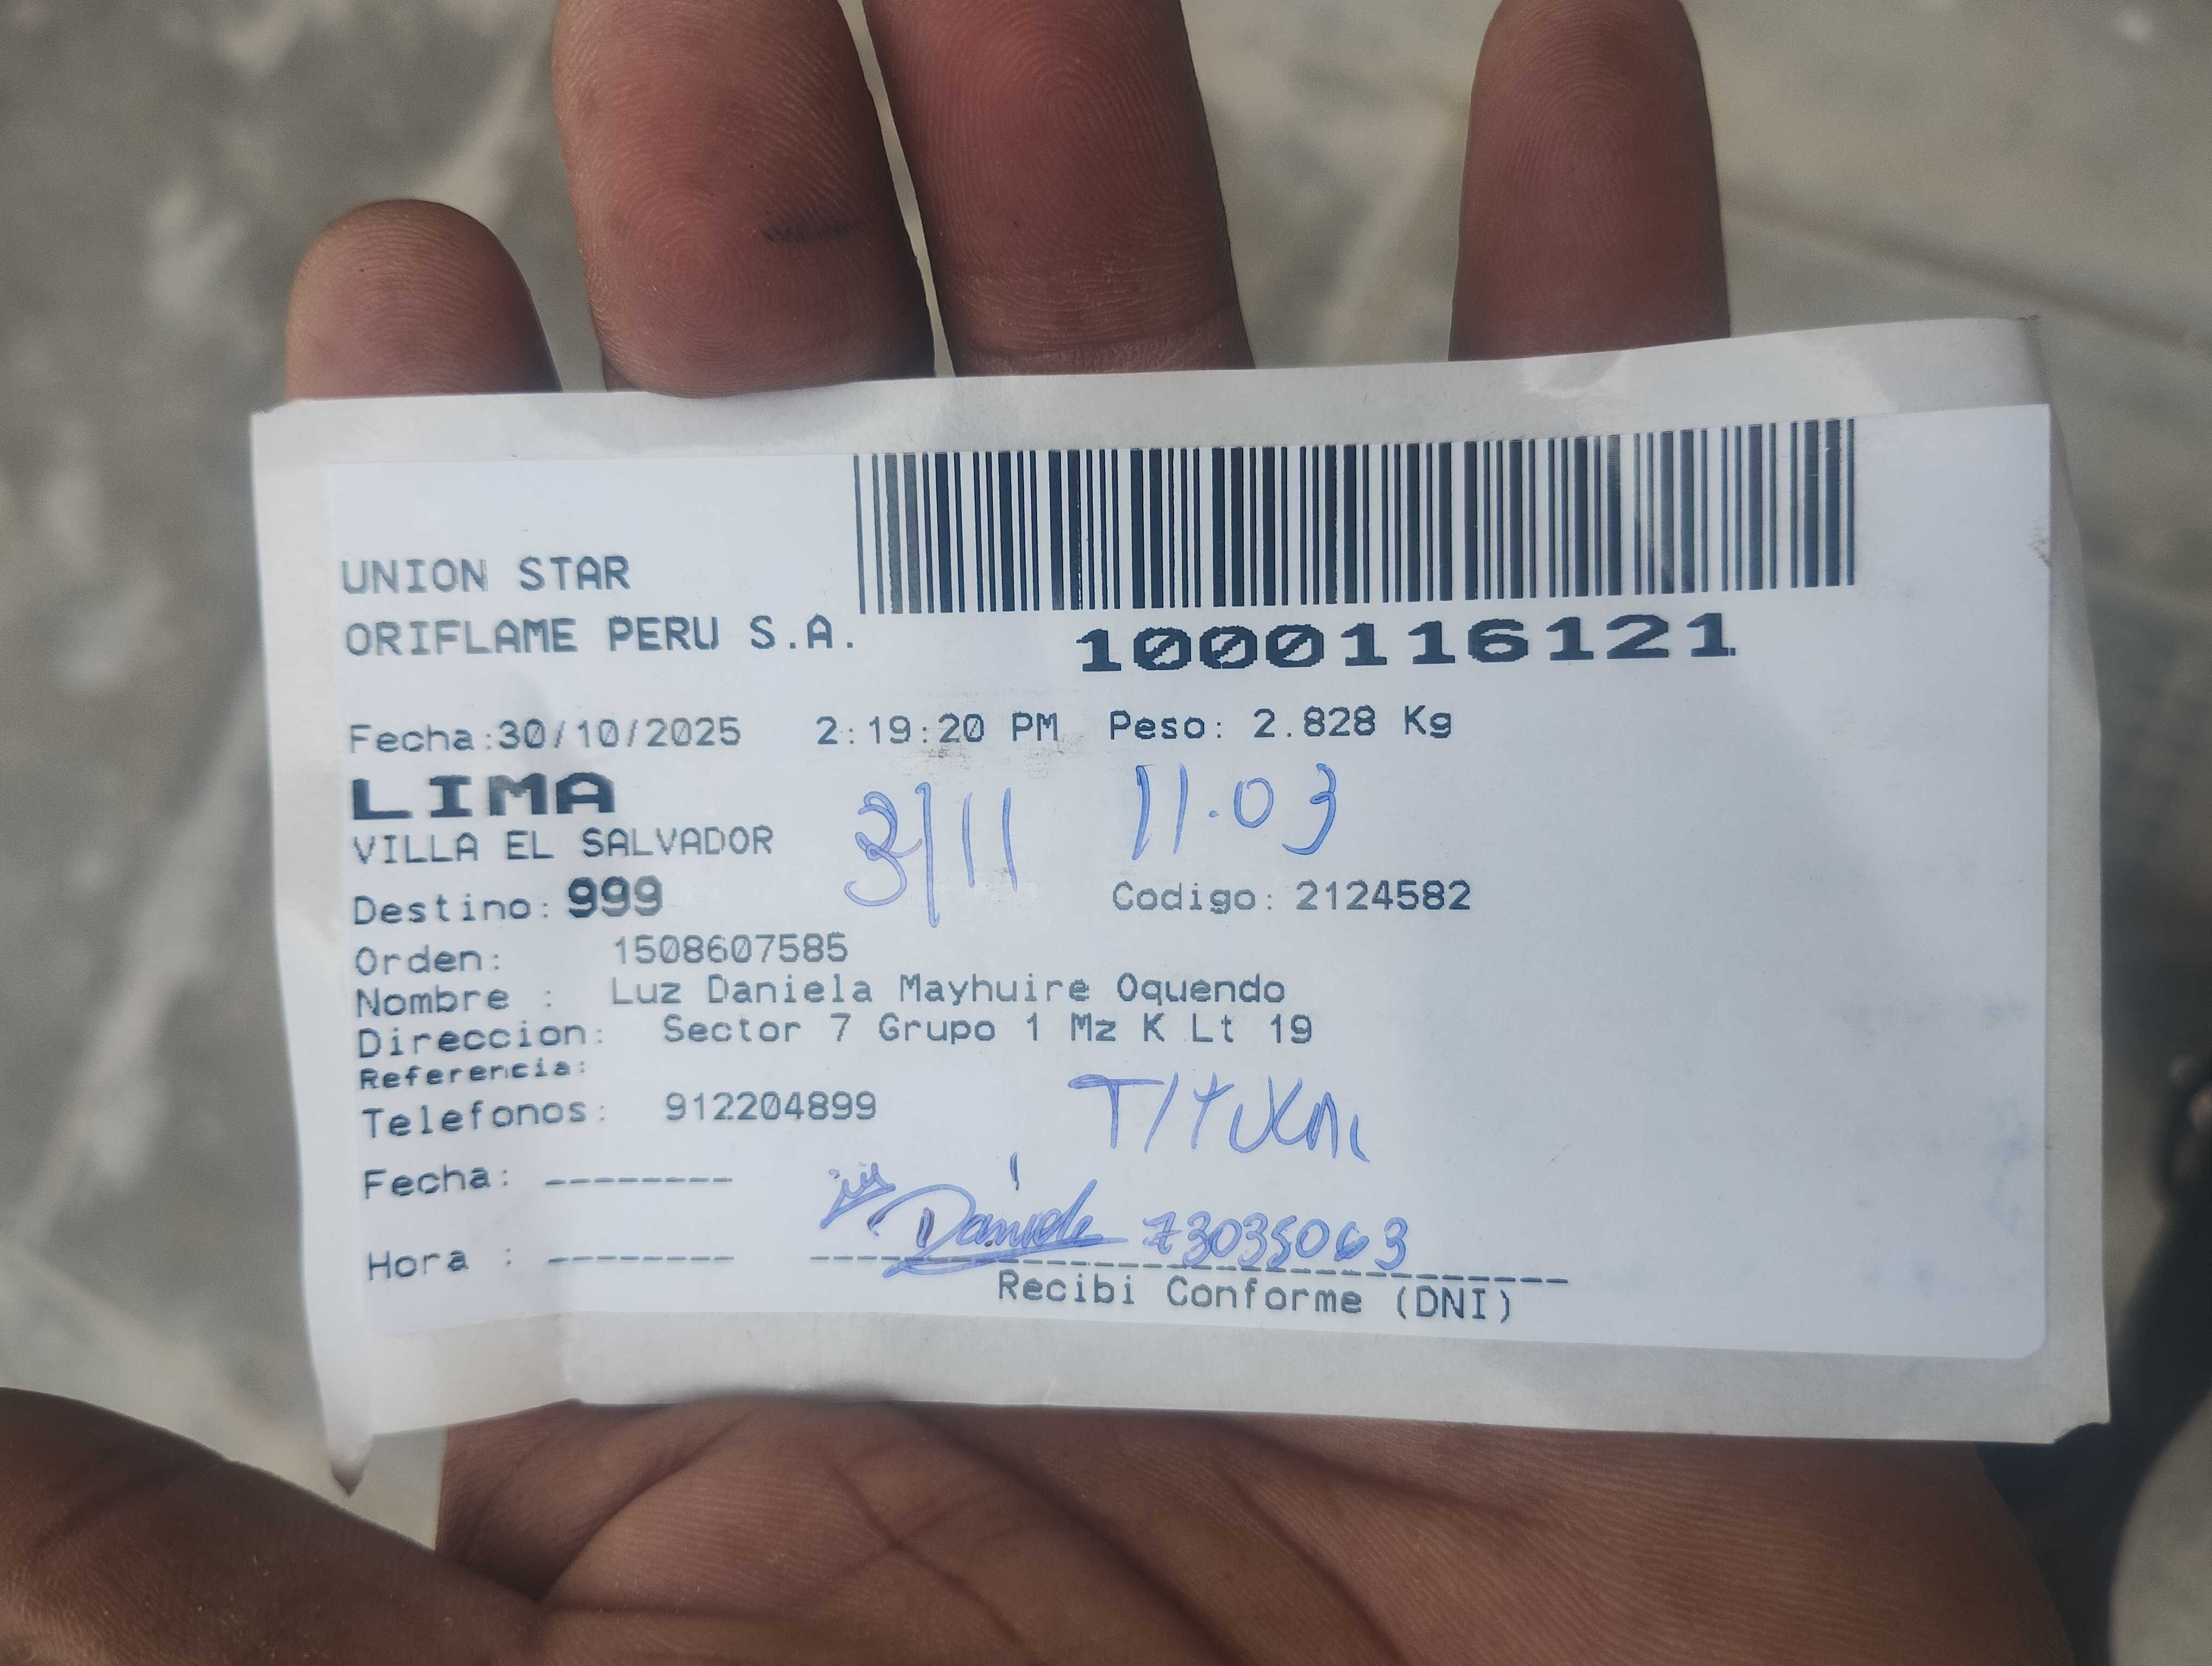 UNION STAR
ORIFLAME PERU S.A.
1000116121
Fecha:30/10/2025 2:19:20 PM Peso: 2.828 Kg
LIMA
3/11 11.03
VILLA EL SALVADOR
Destino: 999 Codigo: 2124582
Orden: 1508607585
Nombre : Luz Daniela Mayhuire Oquendo
Direccion: Sector 7 Grupo 1 Mz K Lt 19
Referencia:
Telefonos: 912204899
TITULAR
Fecha: --------
Hora : --------
73035063
Recibi Conforme (DNI)